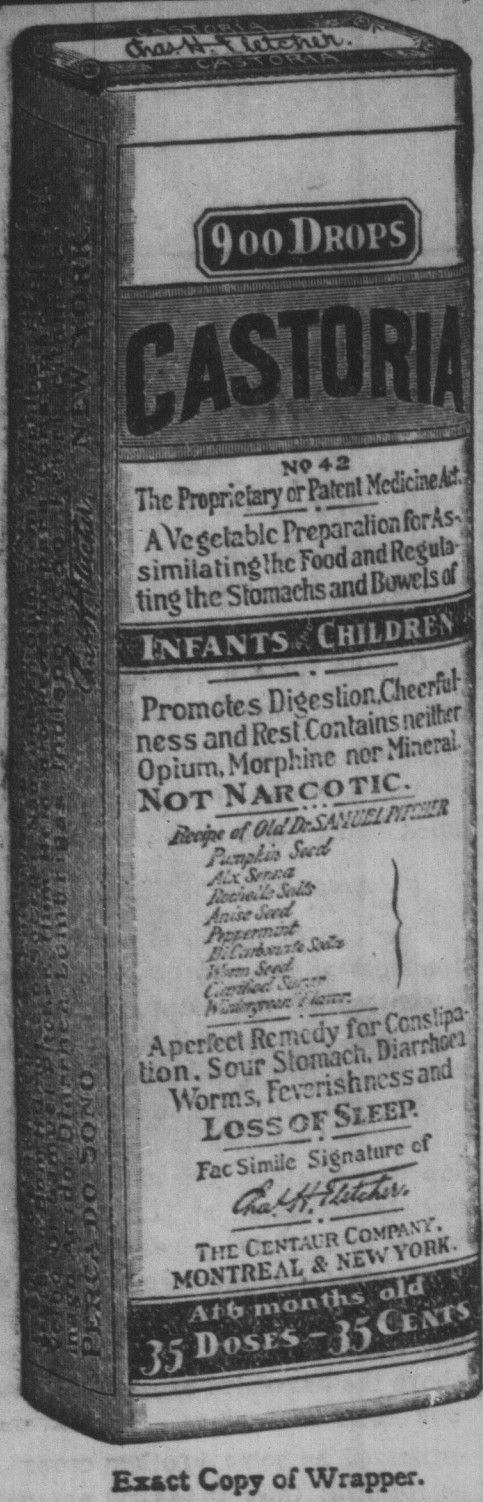 CASTORIA
Chas. H. Fletcher.
CASTORIA
900 DROPS
CASTORIA
No 42
The Proprietary or Patent Medicine Act.
A Vegetable Preparation for As-
similating the Food and Regula-
ting the Stomachs and Bowels of
INFANTS CHILDREN
Promotes Digestion, Cheerful-
ness and Rest. Contains neither
Opium, Morphine nor Mineral.
NOT NARCOTIC.
Recipe of Old Dr. SAMUEL PITCHER
Pumpkin Seed
Alx. Senna
Rochelle Salts
Anise Seed
Peppermint
Bi Carbonate Soda
Worm Seed
Clarified Sugar
Wintergreen Flavor
A perfect Remedy for Constipa-
tion, Sour Stomach, Diarrhoea
Worms, Feverishness and
LOSS OF SLEEP.
Fac Simile Signature of
Chas. H. Fletcher.
THE CENTAUR COMPANY,
MONTREAL & NEW YORK.
At 6 months old
35 DOSES – 35 CENTS
NEW YORK.
Chas. H. Fletcher
PERCA DO SONO
Exact Copy of Wrapper.